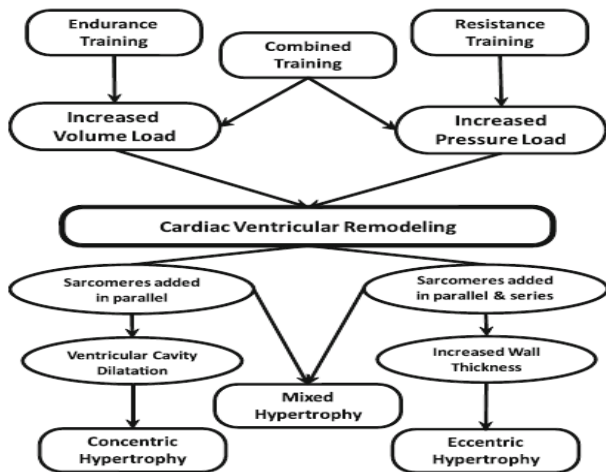 Endurance
Training
Combined
Training
Resistance
Training
Increased
Volume Load
Increased
Pressure Load
Cardiac Ventricular Remodeling
Sarcomeres added
in parallel
Sarcomeres added
in parallel & series
Ventricular Cavity
Dilatation
Increased Wall
Thickness
Mixed
Hypertrophy
Concentric
Hypertrophy
Eccentric
Hypertrophy